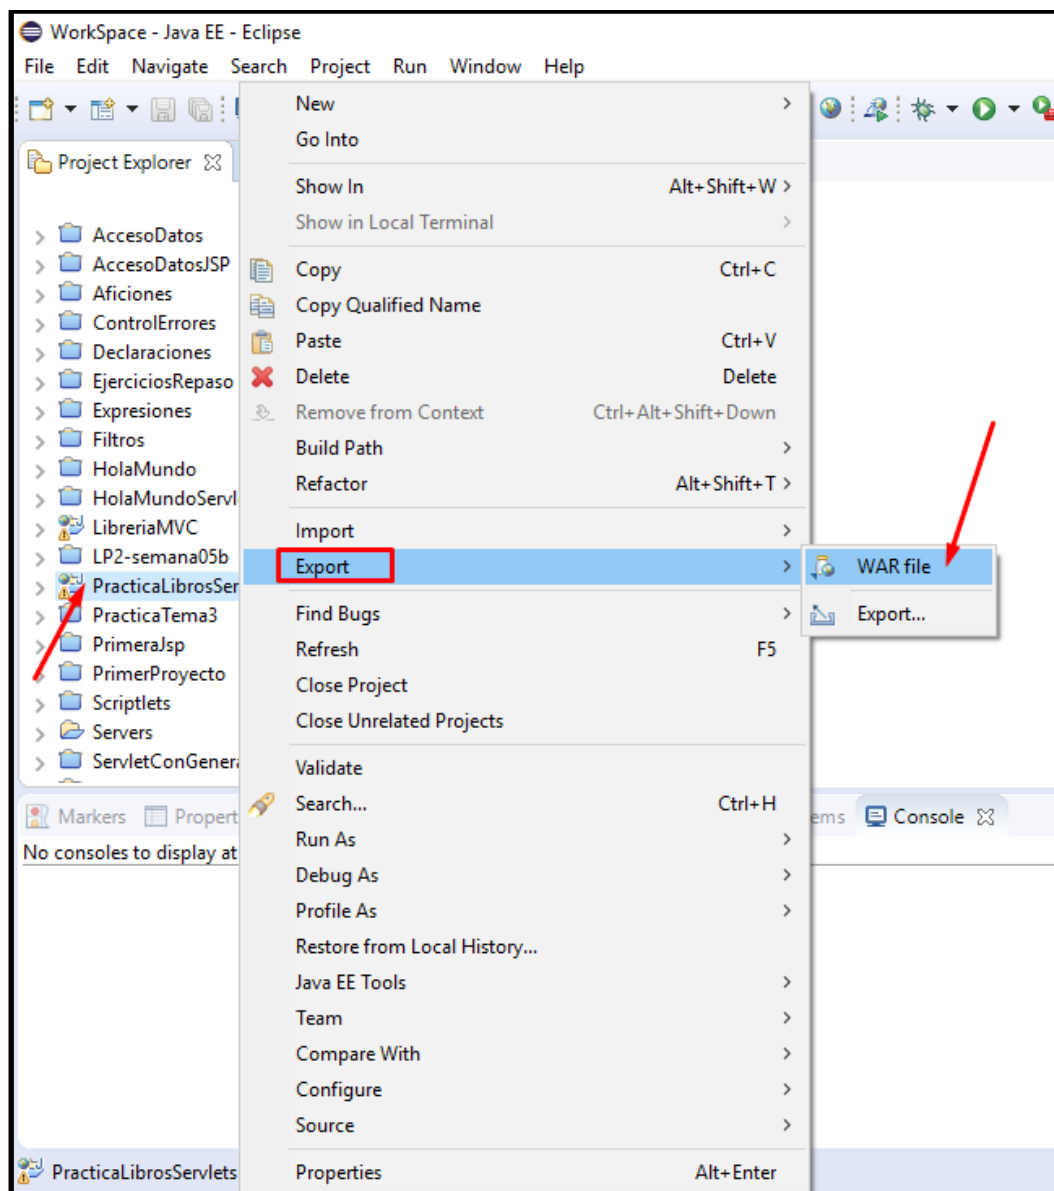 WorkSpace - Java EE - Eclipse
File Edit Navigate Search Project Run Window Help
Project Explorer
AccesoDatos
AccesoDatosJSP
Aficiones
ControlErrores
Declaraciones
EjerciciosRepaso
Expresiones
Filtros
HolaMundo
HolaMundoServl
LibreriaMVC
LP2-semana05b
PracticaLibrosSer
PracticaTema3
PrimeraJsp
PrimerProyecto
Scriptlets
Servers
ServletConGenera
New
Go Into
Show In Alt+Shift+W
Show in Local Terminal
Copy Ctrl+C
Copy Qualified Name
Paste Ctrl+V
Delete Delete
Remove from Context Ctrl+Alt+Shift+Down
Build Path
Refactor Alt+Shift+T
Import
Export
Find Bugs
Refresh F5
Close Project
Close Unrelated Projects
Validate
Search... Ctrl+H
Run As
Debug As
Profile As
Restore from Local History...
Java EE Tools
Team
Compare With
Configure
Source
Properties Alt+Enter
WAR file
Export...
Markers Propert
ems Console
No consoles to display at
PracticaLibrosServlets